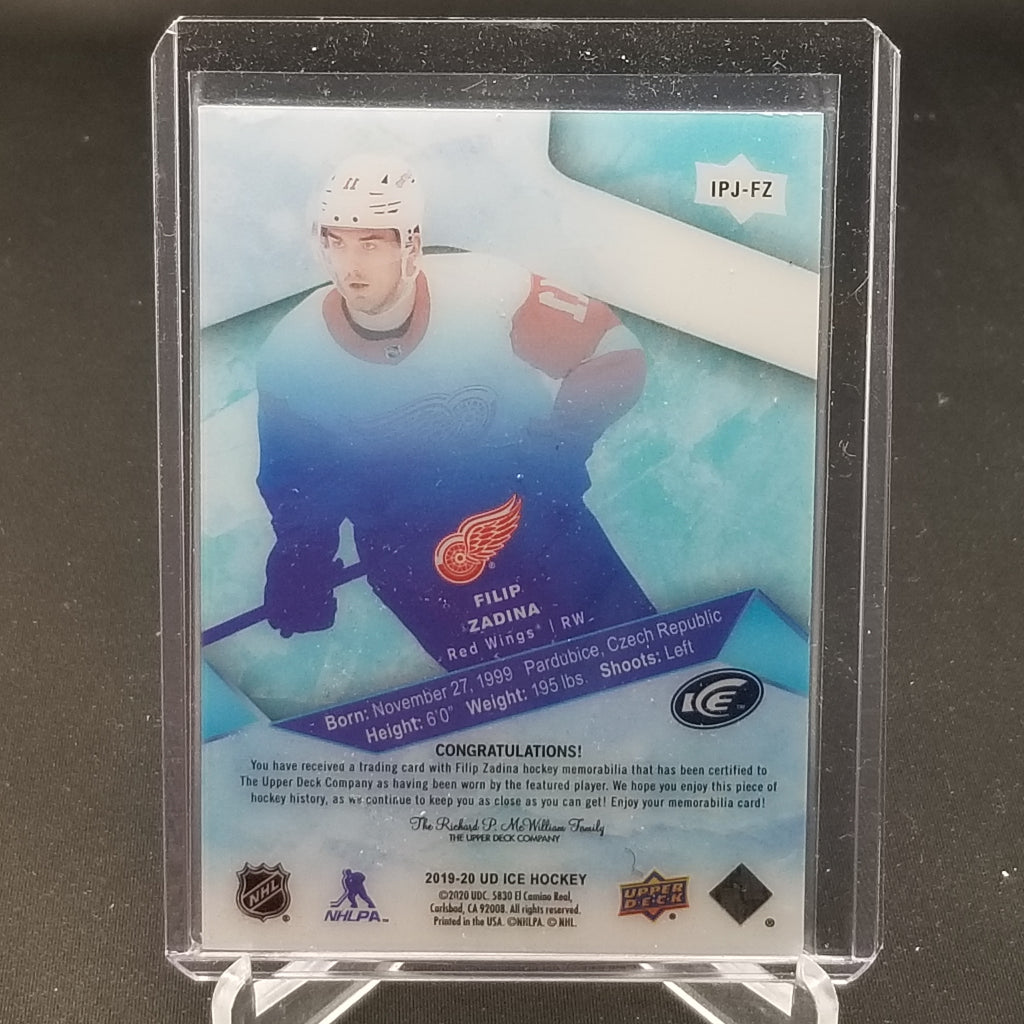 IPJ-FZ
11
11
FILIP
ZADINA
Red Wings® | RW
Born: November 27, 1999 Pardubice, Czech Republic
Height: 6'0" Weight: 195 lbs. Shoots: Left
ICE™
CONGRATULATIONS!
You have received a trading card with Filip Zadina hockey memorabilia that has been certified to
The Upper Deck Company as having been worn by the featured player. We hope you enjoy this piece of
hockey history, as we continue to keep you as close as you can get! Enjoy your memorabilia card!
The Richard P. McWilliam Family
THE UPPER DECK COMPANY
NHL®
NHLPA™
2019-20 UD ICE HOCKEY
©2020 UDC. 5830 El Camino Real,
Carlsbad, CA 92008. All rights reserved.
Printed in the USA. ©NHLPA. © NHL.
UPPER
DECK®